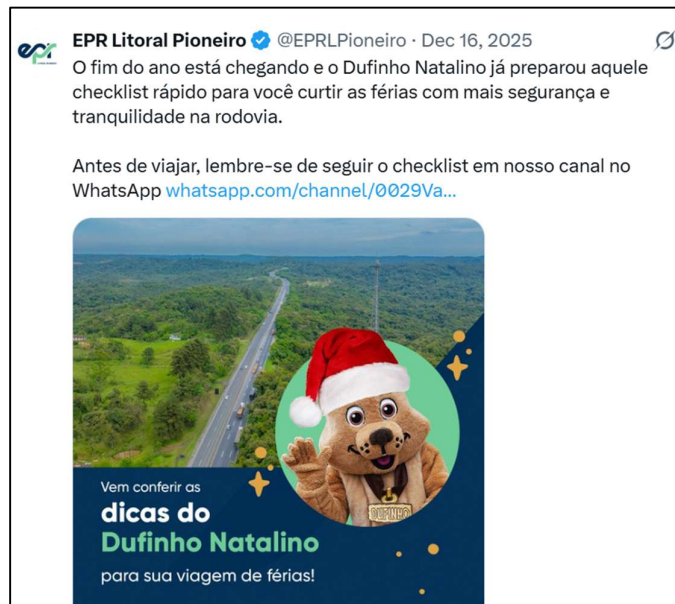 epr
EPR Litoral Pioneiro @EPRLPioneiro · Dec 16, 2025
O fim do ano está chegando e o Dufinho Natalino já preparou aquele
checklist rápido para você curtir as férias com mais segurança e
tranquilidade na rodovia.
Antes de viajar, lembre-se de seguir o checklist em nosso canal no
WhatsApp whatsapp.com/channel/0029Va...
DUFINHO
Vem conferir as
dicas do
Dufinho Natalino
para sua viagem de férias!